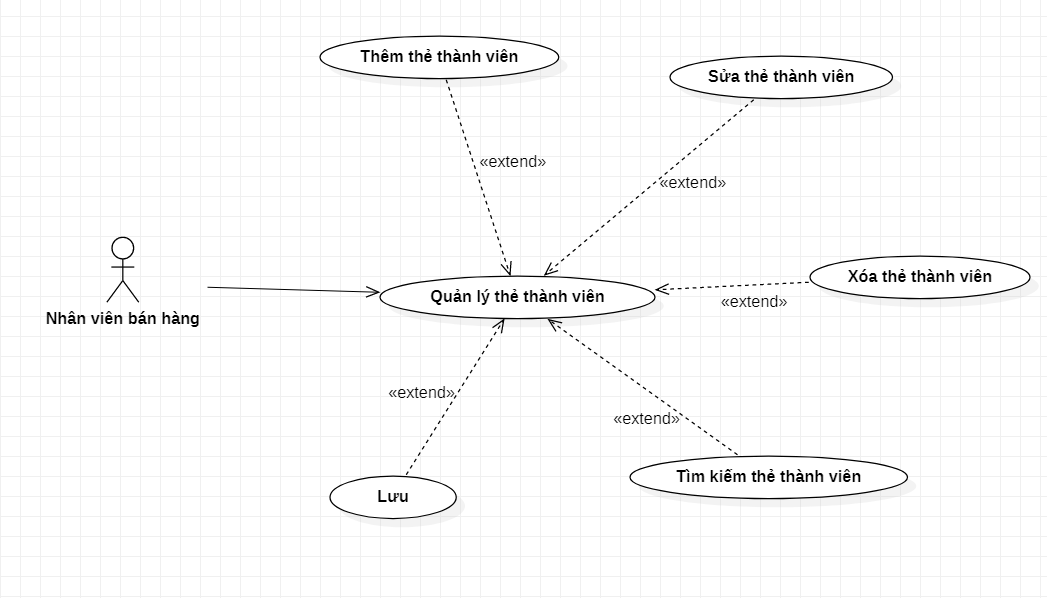 Thêm thẻ thành viên
Sửa thẻ thành viên
«extend»
«extend»
Xóa thẻ thành viên
Quản lý thẻ thành viên
«extend»
Nhân viên bán hàng
«extend»
«extend»
Tìm kiếm thẻ thành viên
Lưu